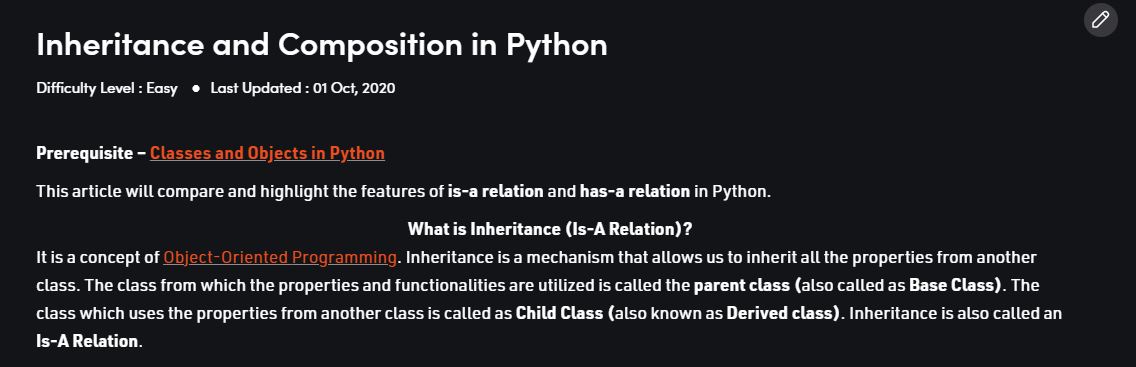 Inheritance and Composition in Python
Difficulty Level : Easy ● Last Updated : 01 Oct, 2020
Prerequisite – Classes and Objects in Python
This article will compare and highlight the features of is-a relation and has-a relation in Python.
What is Inheritance (Is-A Relation)?
It is a concept of Object-Oriented Programming. Inheritance is a mechanism that allows us to inherit all the properties from another
class. The class from which the properties and functionalities are utilized is called the parent class (also called as Base Class). The
class which uses the properties from another class is called as Child Class (also known as Derived class). Inheritance is also called an
Is-A Relation.